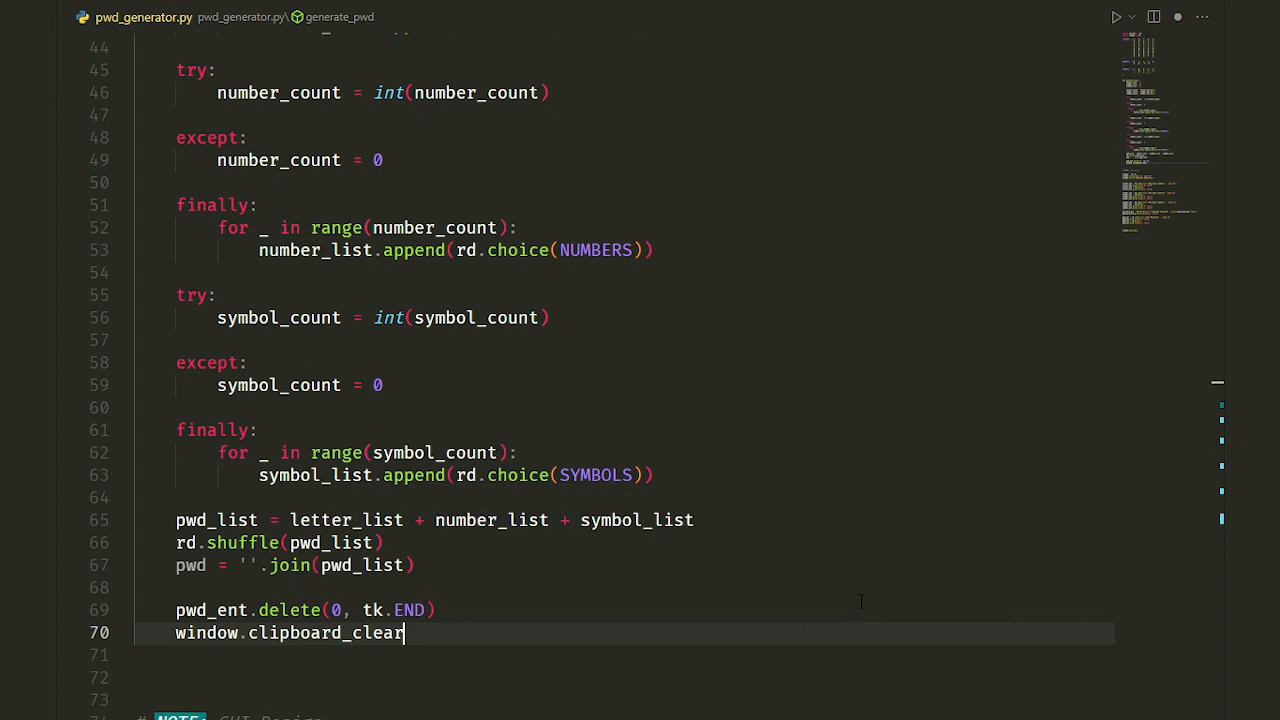 pwd_generator.py pwd_generator.py\ generate_pwd
44
45 try:
46 number_count = int(number_count)
47
48 except:
49 number_count = 0
50
51 finally:
52 for _ in range(number_count):
53 number_list.append(rd.choice(NUMBERS))
54
55 try:
56 symbol_count = int(symbol_count)
57
58 except:
59 symbol_count = 0
60
61 finally:
62 for _ in range(symbol_count):
63 symbol_list.append(rd.choice(SYMBOLS))
64
65 pwd_list = letter_list + number_list + symbol_list
66 rd.shuffle(pwd_list)
67 pwd = ''.join(pwd_list)
68
69 pwd_ent.delete(0, tk.END)
70 window.clipboard_clear
71
72
73
74 # NOTE: GUI Design